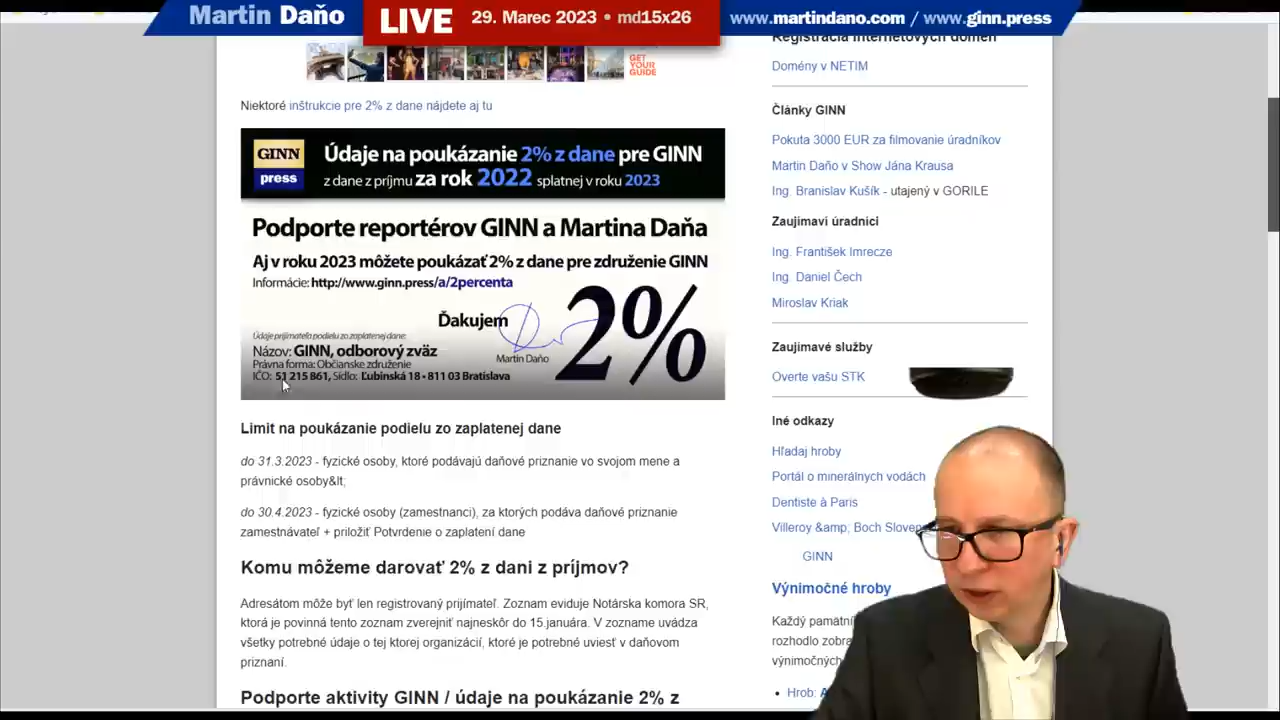 Martin Daňo
LIVE
29. Marec 2023 • md15x26
www.martindano.com / www.ginn.press
GET
YOUR
GUIDE
Niektoré inštrukcie pre 2% z dane nájdete aj tu
GINN
press
Údaje na poukázanie 2% z dane pre GINN
z dane z príjmu za rok 2022 splatnej v roku 2023
Podporte reportérov GINN a Martina Daňa
Aj v roku 2023 môžete poukázať 2% z dane pre združenie GINN
Informácie: http://www.ginn.press/a/2percenta
Ďakujem
2%
Martin Daňo
Údaje prijímateľa podielu zo zaplatenej dane:
Názov: GINN, odborový zväz
Právna forma: Občianske združenie
IČO: 51 215 861, Sídlo: Ľubinská 18 • 811 03 Bratislava
Limit na poukázanie podielu zo zaplatenej dane
do 31.3.2023 - fyzické osoby, ktoré podávajú daňové priznanie vo svojom mene a
právnické osoby&lt;
do 30.4.2023 - fyzické osoby (zamestnanci), za ktorých podáva daňové priznanie
zamestnávateľ + priložiť Potvrdenie o zaplatení dane
Komu môžeme darovať 2% z dani z príjmov?
Adresátom môže byť len registrovaný prijímateľ. Zoznam eviduje Notárska komora SR,
ktorá je povinná tento zoznam zverejniť najneskôr do 15 januára. V zozname uvádza
všetky potrebné údaje o tej ktorej organizácií, ktoré je potrebné uviesť v daňovom
priznaní.
Podporte aktivity GINN / údaje na poukázanie 2% z
Registrácia internetových domén
Domény v NETIM
Články GINN
Pokuta 3000 EUR za filmovanie úradníkov
Martin Daňo v Show Jána Krausa
Ing. Branislav Kušík - utajený v GORILE
Zaujímaví úradníci
Ing. František Imrecze
Ing. Daniel Čech
Miroslav Kriak
Zaujímavé služby
Overte vašu STK
Iné odkazy
Hľadaj hroby
Portál o minerálnych vodách
Dentiste à Paris
Villeroy &amp; Boch Slovens
GINN
Výnimočné hroby
Každý pamätní
rozhodlo zobra
výnimočných
• Hrob: A